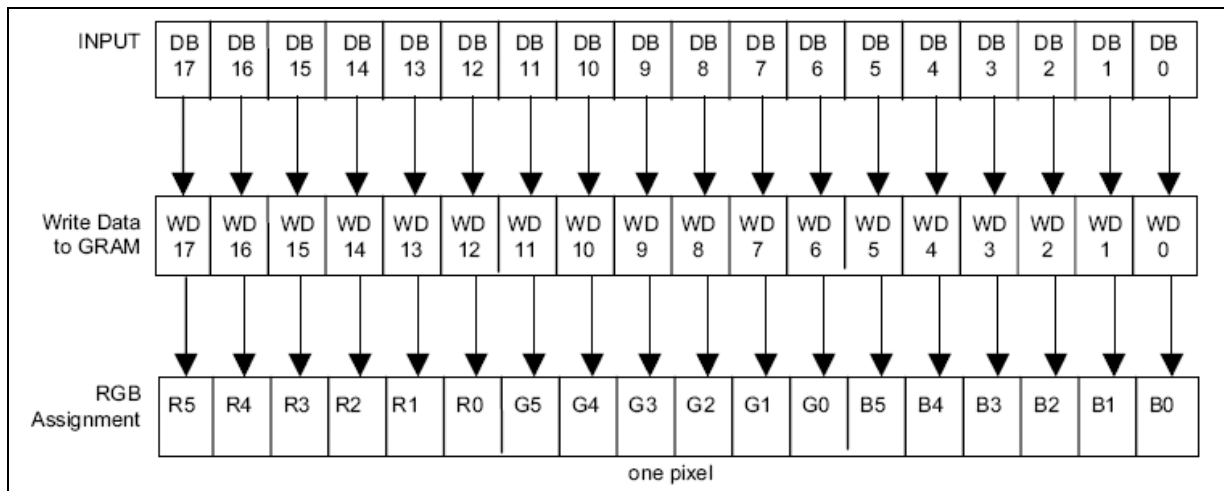 INPUT DB DB DB DB DB DB DB DB DB DB DB DB DB DB DB DB DB DB
17 16 15 14 13 12 11 10 9 8 7 6 5 4 3 2 1 0
Write Data WD WD WD WD WD WD WD WD WD WD WD WD WD WD WD WD WD WD
to GRAM 17 16 15 14 13 12 11 10 9 8 7 6 5 4 3 2 1 0
RGB
Assignment R5 R4 R3 R2 R1 R0 G5 G4 G3 G2 G1 G0 B5 B4 B3 B2 B1 B0
one pixel